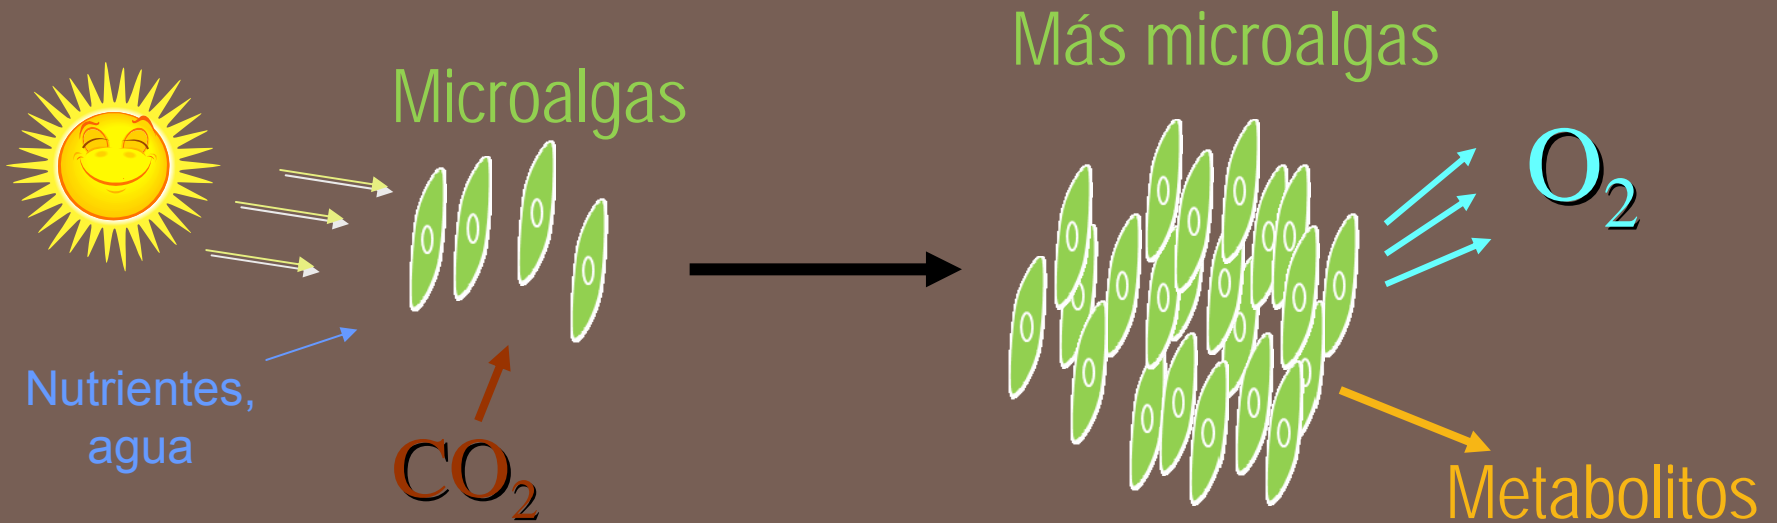 Microalgas
Nutrientes,
agua
CO₂
Más microalgas
O₂
Metabolitos